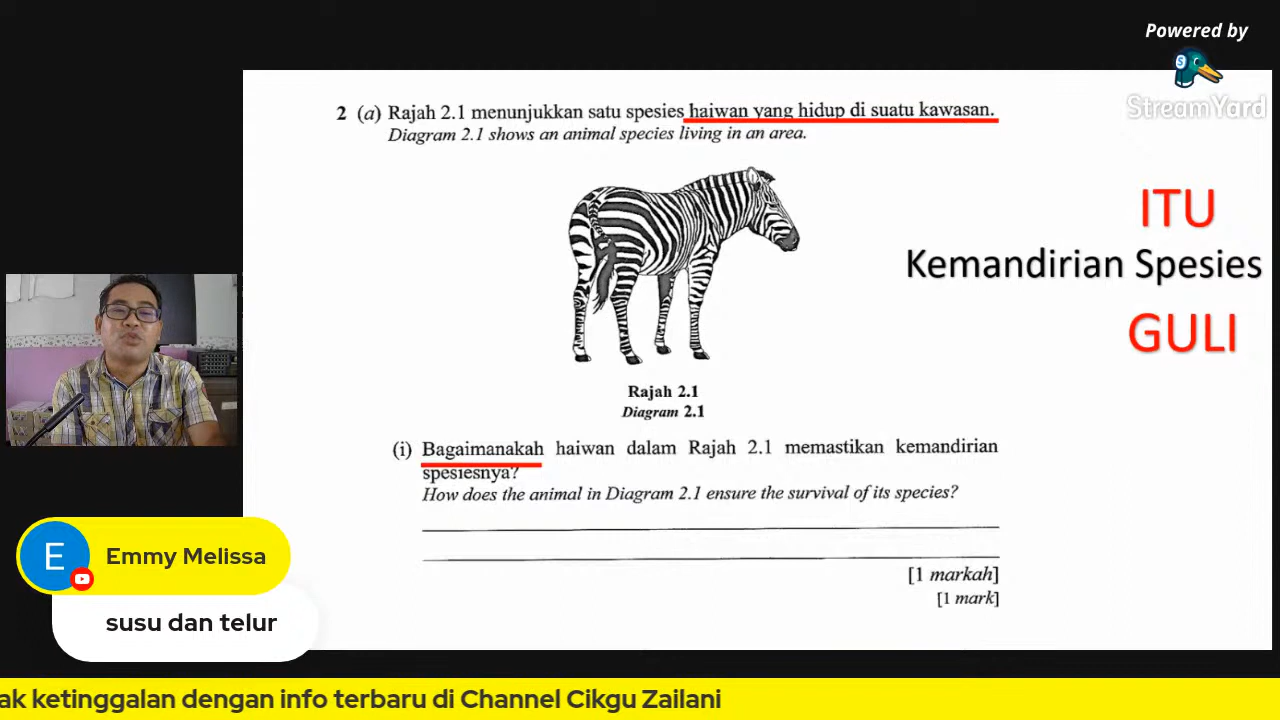 Powered by
StreamYard
2 (a) Rajah 2.1 menunjukkan satu spesies haiwan yang hidup di suatu kawasan.
Diagram 2.1 shows an animal species living in an area.
ITU
Kemandirian Spesies
GULI
Rajah 2.1
Diagram 2.1
(i) Bagaimanakah haiwan dalam Rajah 2.1 memastikan kemandirian
spesiesnya?
How does the animal in Diagram 2.1 ensure the survival of its species?
[1 markah]
[1 mark]
E
Emmy Melissa
susu dan telur
ak ketinggalan dengan info terbaru di Channel Cikgu Zailani